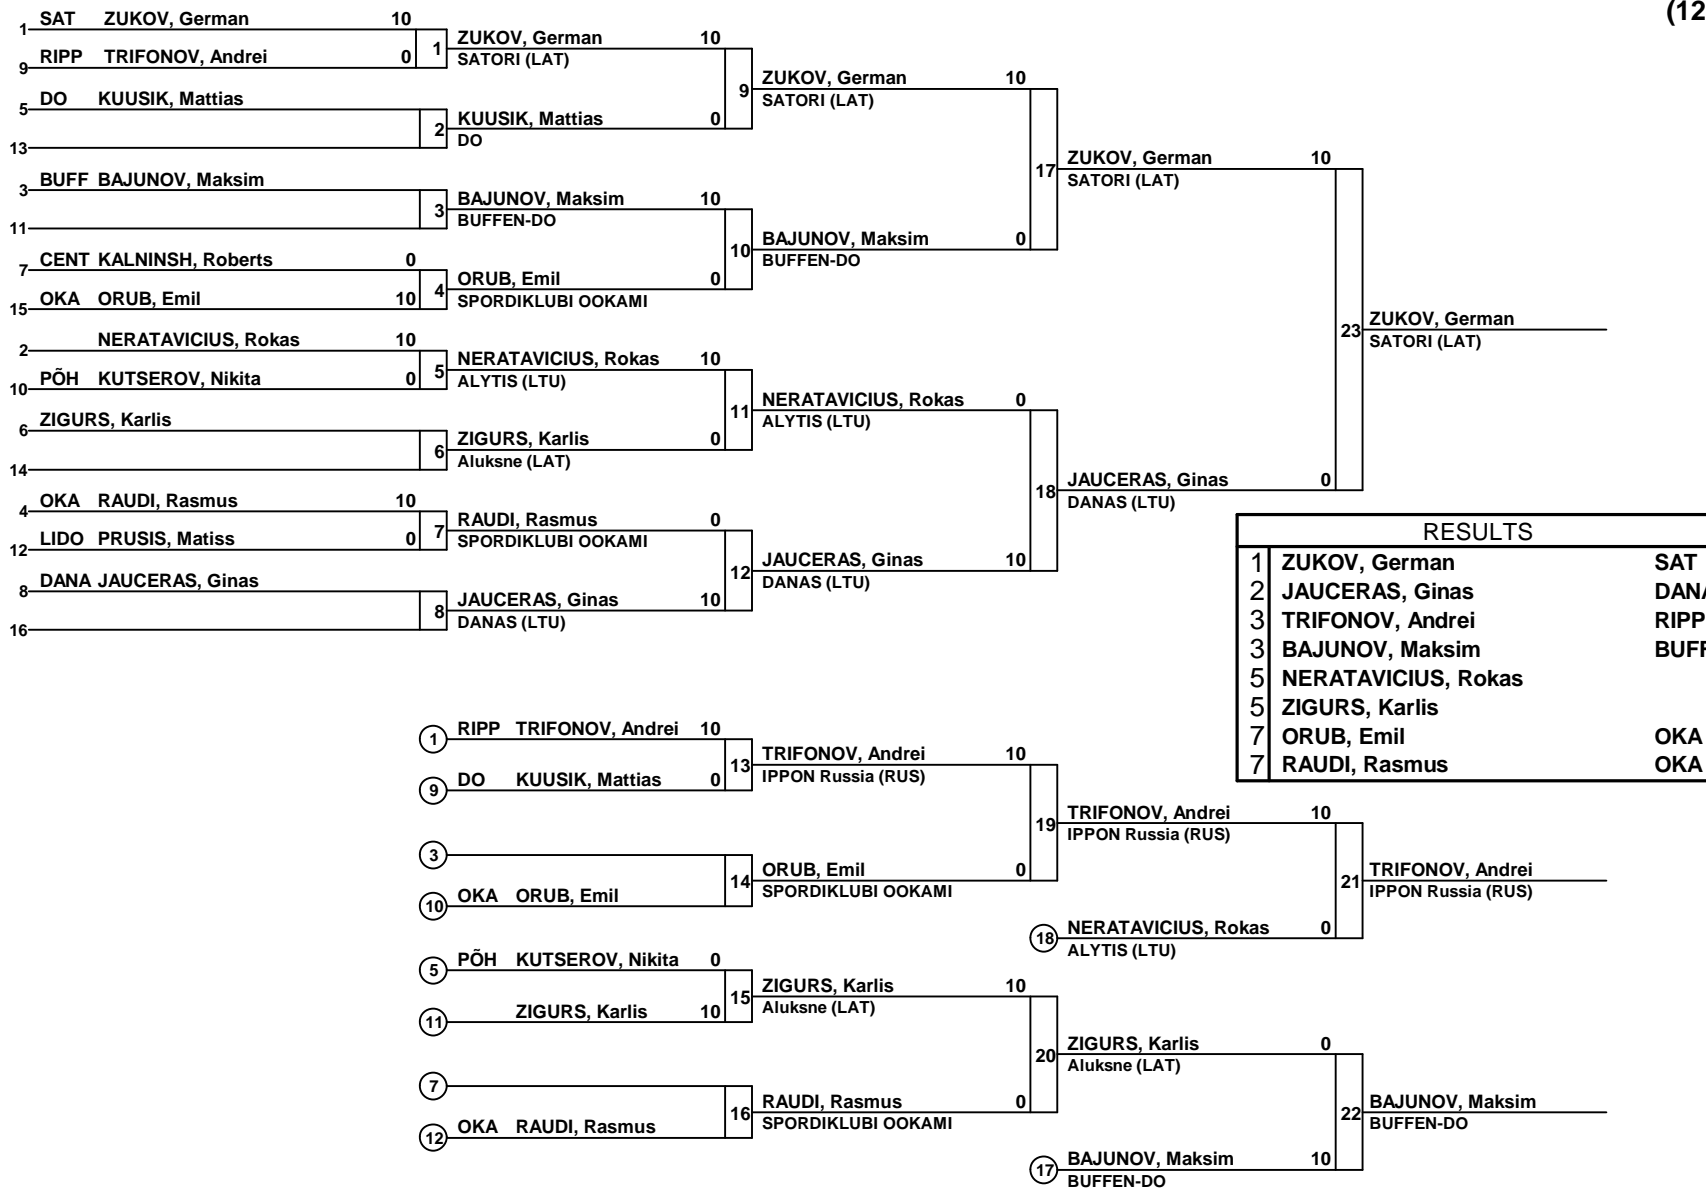 (12
1 SAT ZUKOV, German 10
9 RIPP TRIFONOV, Andrei 0
1
ZUKOV, German 10
SATORI (LAT)
5 DO KUUSIK, Mattias
13
2
KUUSIK, Mattias 0
DO
9
ZUKOV, German 10
SATORI (LAT)
3 BUFF BAJUNOV, Maksim
11
3
BAJUNOV, Maksim 10
BUFFEN-DO
7 CENT KALNINSH, Roberts 0
15 OKA ORUB, Emil 10
4
ORUB, Emil 0
SPORDIKLUBI OOKAMI
10
BAJUNOV, Maksim 0
BUFFEN-DO
17
ZUKOV, German 10
SATORI (LAT)
2 NERATAVICIUS, Rokas 10
10 PÕH KUTSEROV, Nikita 0
5
NERATAVICIUS, Rokas 10
ALYTIS (LTU)
6 ZIGURS, Karlis
14
6
ZIGURS, Karlis 0
Aluksne (LAT)
11
NERATAVICIUS, Rokas 0
ALYTIS (LTU)
4 OKA RAUDI, Rasmus 10
12 LIDO PRUSIS, Matiss 0
7
RAUDI, Rasmus 0
SPORDIKLUBI OOKAMI
8 DANA JAUCERAS, Ginas
16
8
JAUCERAS, Ginas 10
DANAS (LTU)
12
JAUCERAS, Ginas 10
DANAS (LTU)
18
JAUCERAS, Ginas 0
DANAS (LTU)
23
ZUKOV, German
SATORI (LAT)
RESULTS
1 ZUKOV, German SAT
2 JAUCERAS, Ginas DANA
3 TRIFONOV, Andrei RIPP
3 BAJUNOV, Maksim BUFF
5 NERATAVICIUS, Rokas
5 ZIGURS, Karlis
7 ORUB, Emil OKA
7 RAUDI, Rasmus OKA
1 RIPP TRIFONOV, Andrei 10
9 DO KUUSIK, Mattias 0
13
TRIFONOV, Andrei 10
IPPON Russia (RUS)
3
10 OKA ORUB, Emil
14
ORUB, Emil 0
SPORDIKLUBI OOKAMI
19
TRIFONOV, Andrei 10
IPPON Russia (RUS)
18 NERATAVICIUS, Rokas 0
ALYTIS (LTU)
21
TRIFONOV, Andrei
IPPON Russia (RUS)
5 PÕH KUTSEROV, Nikita 0
11 ZIGURS, Karlis 10
15
ZIGURS, Karlis 10
Aluksne (LAT)
7
12 OKA RAUDI, Rasmus
16
RAUDI, Rasmus 0
SPORDIKLUBI OOKAMI
20
ZIGURS, Karlis 0
Aluksne (LAT)
17 BAJUNOV, Maksim 10
BUFFEN-DO
22
BAJUNOV, Maksim
BUFFEN-DO